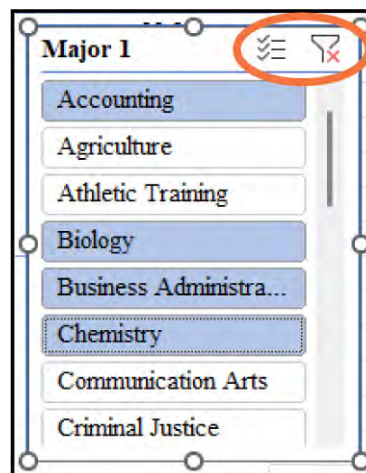 Major 1
Accounting
Agriculture
Athletic Training
Biology
Business Administra...
Chemistry
Communication Arts
Criminal Justice